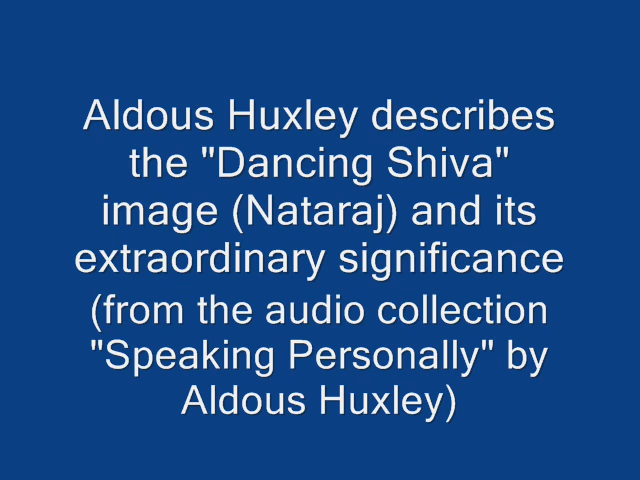 Aldous Huxley describes
the "Dancing Shiva"
image (Nataraj) and its
extraordinary significance
(from the audio collection
"Speaking Personally" by
Aldous Huxley)